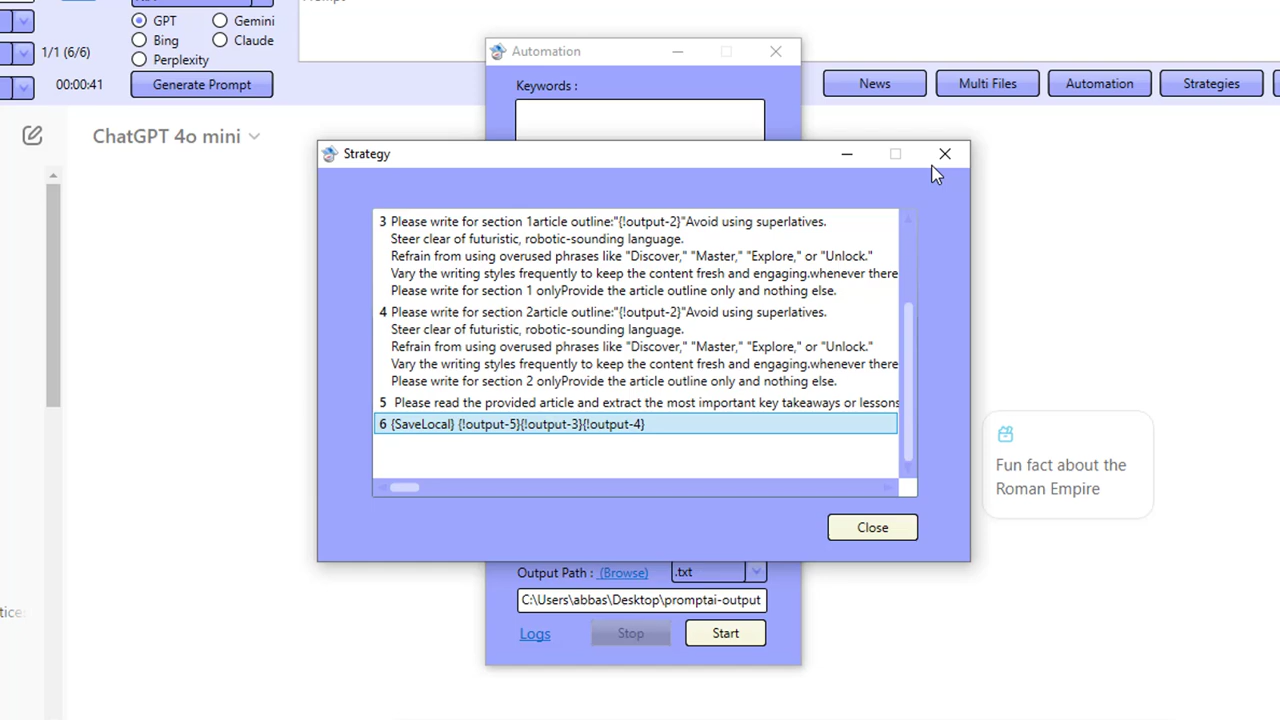 GPT
Gemini
Bing
Claude
1/1 (6/6)
Perplexity
00:00:41
Generate Prompt
Automation
Keywords :
News
Multi Files
Automation
Strategies
ChatGPT 4o mini
Strategy
3 Please write for section 1article outline:"{!output-2}"Avoid using superlatives.
Steer clear of futuristic, robotic-sounding language.
Refrain from using overused phrases like "Discover," "Master," "Explore," or "Unlock."
Vary the writing styles frequently to keep the content fresh and engaging.whenever there
Please write for section 1 onlyProvide the article outline only and nothing else.
4 Please write for section 2article outline:"{!output-2}"Avoid using superlatives.
Steer clear of futuristic, robotic-sounding language.
Refrain from using overused phrases like "Discover," "Master," "Explore," or "Unlock."
Vary the writing styles frequently to keep the content fresh and engaging.whenever there
Please write for section 2 onlyProvide the article outline only and nothing else.
5 Please read the provided article and extract the most important key takeaways or lessons
6 {SaveLocal} {!output-5}{!output-3}{!output-4}
Fun fact about the
Roman Empire
Close
Output Path : (Browse) .txt
C:\Users\abbas\Desktop\promptai-output
Logs
Stop
Start